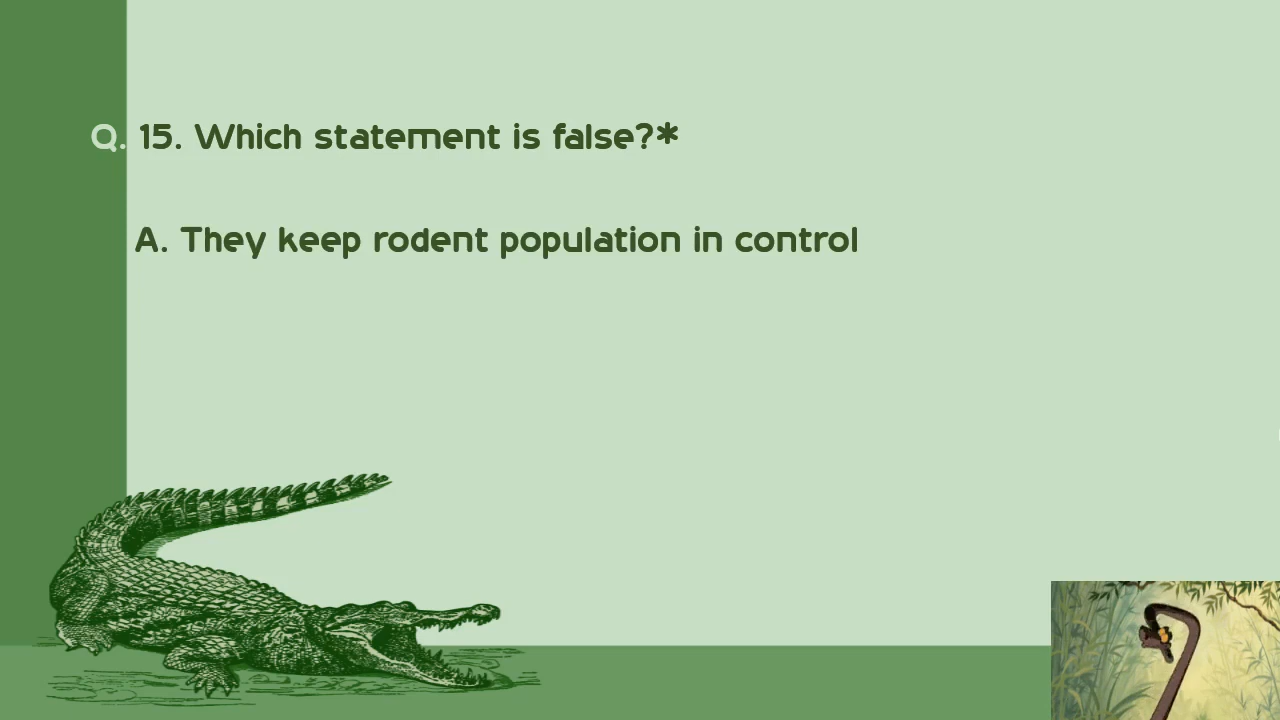 Q. 15. Which statement is false?*
A. They keep rodent population in control